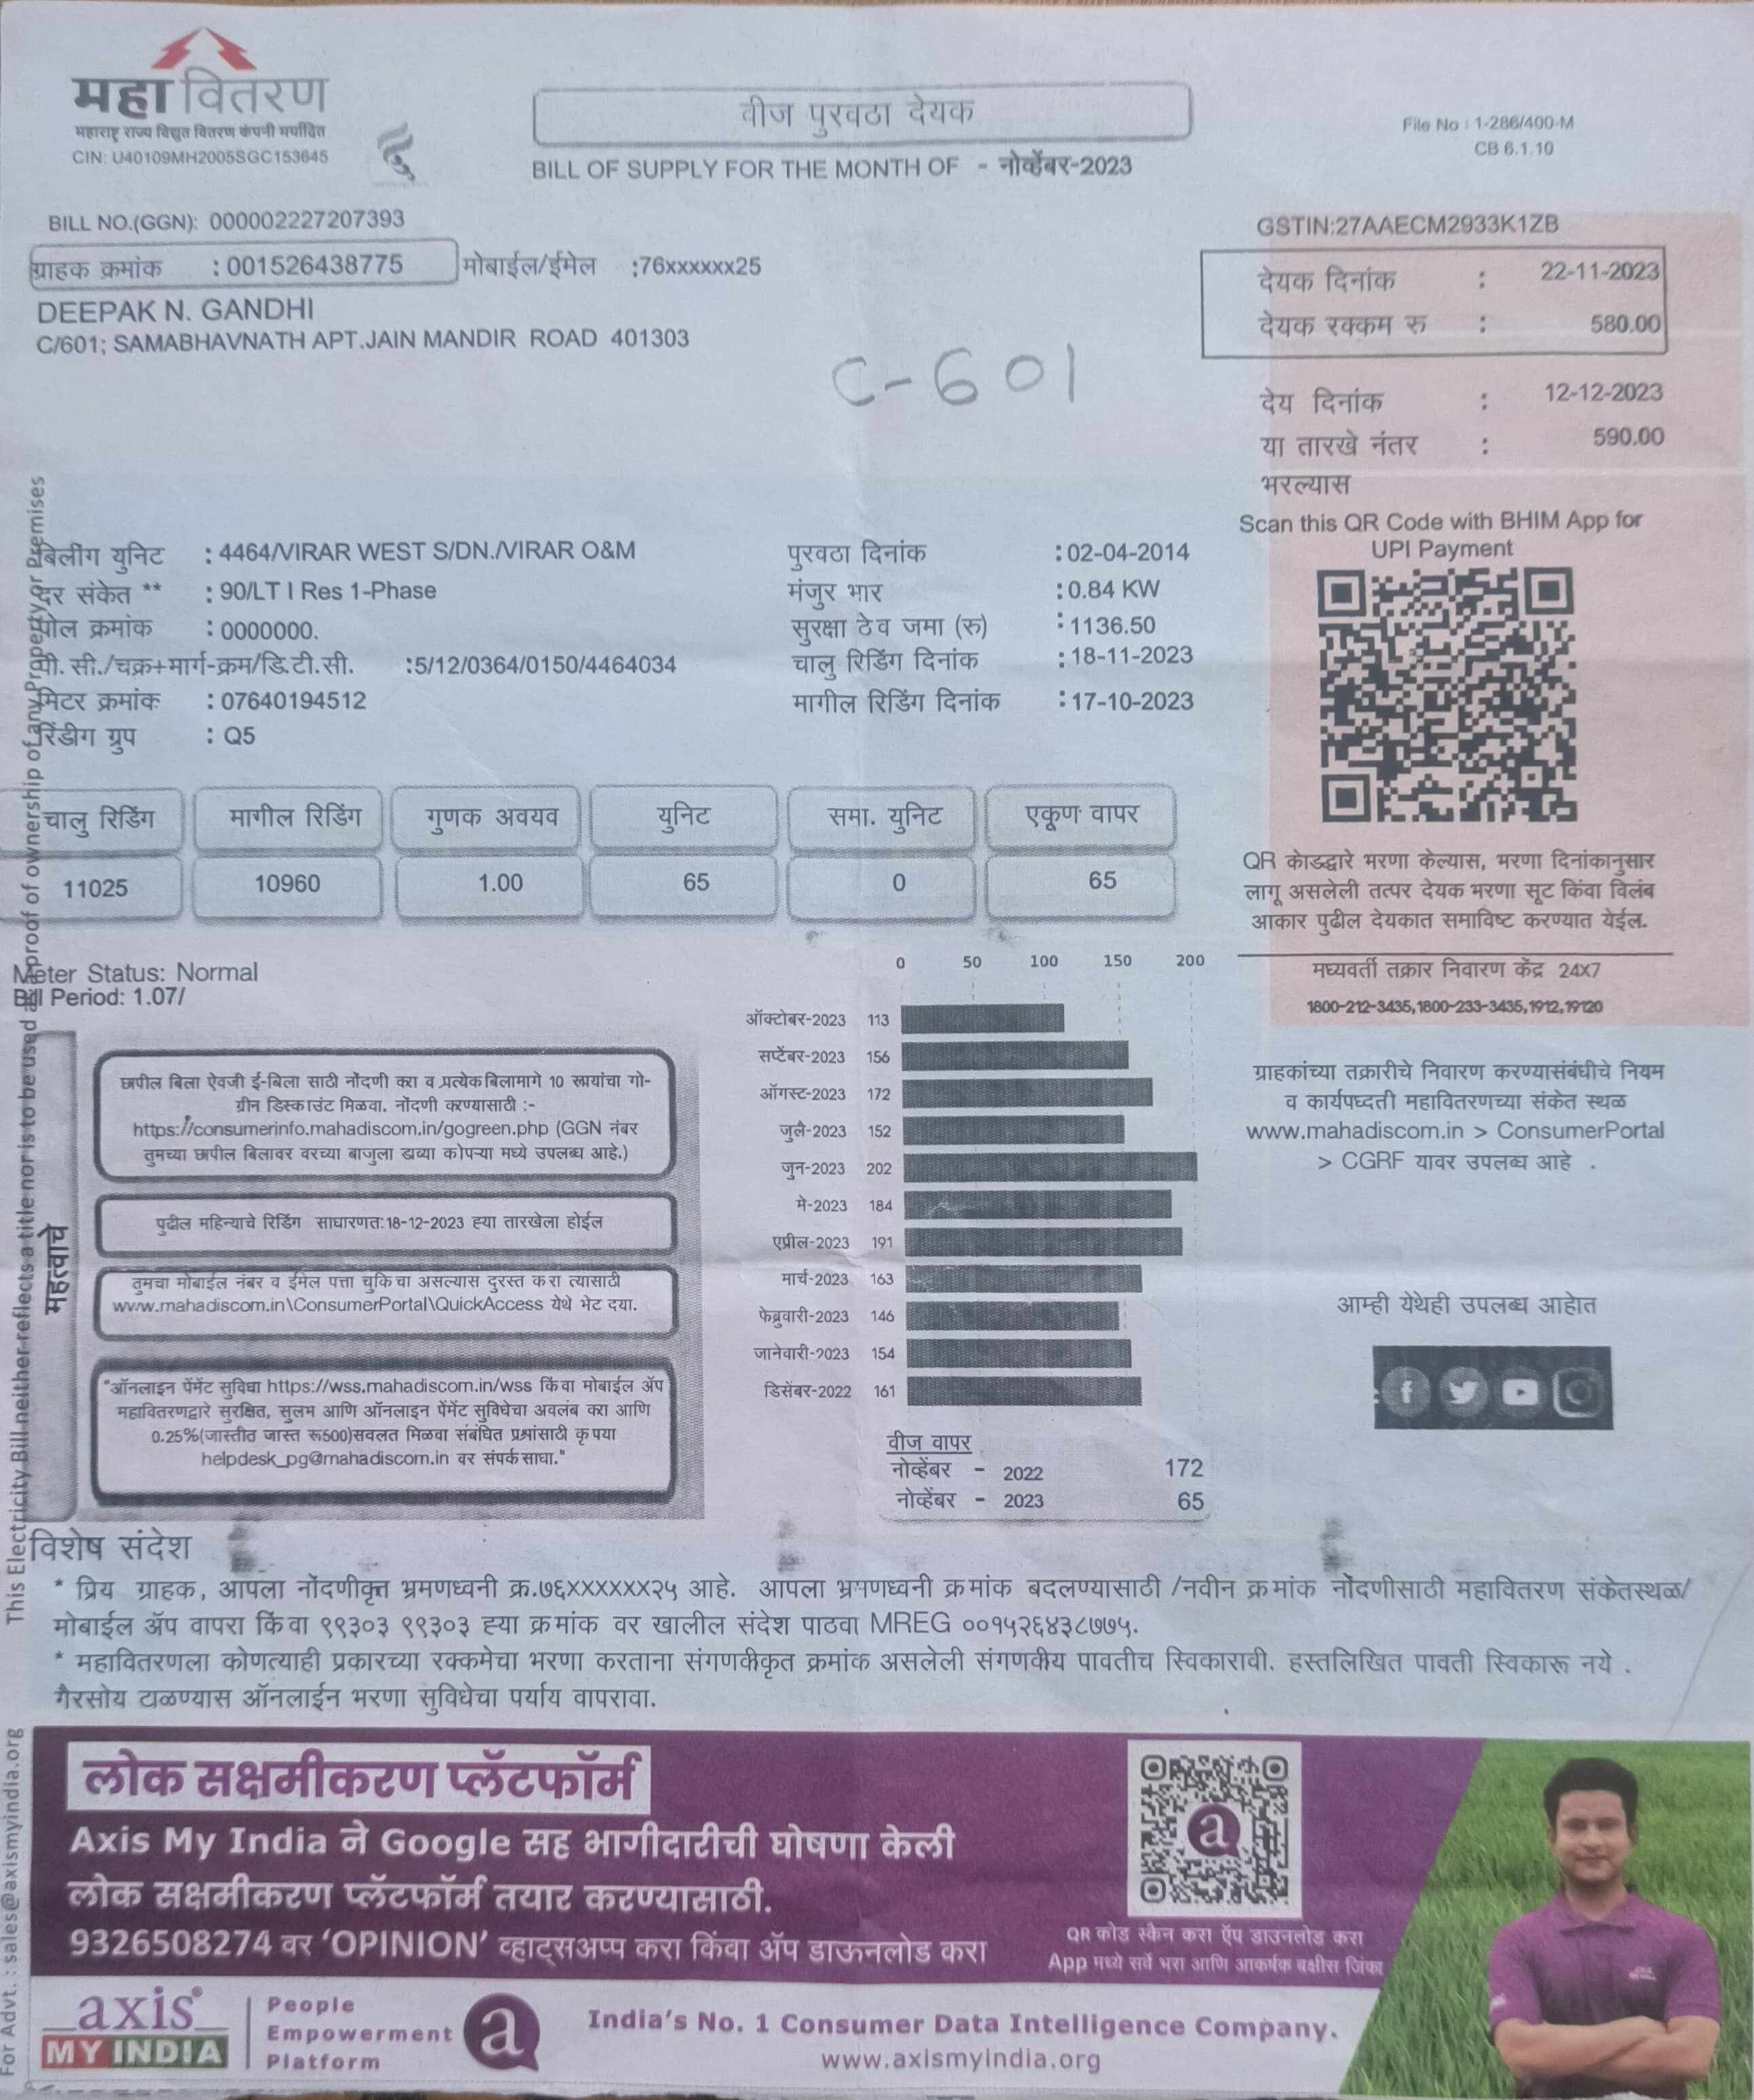 महावितरण
महाराष्ट्र राज्य विद्युत वितरण कंपनी मर्यादित
CIN: U40109MH2005SGC153645
वीज पुरवठा देयक
BILL OF SUPPLY FOR THE MONTH OF - नोव्हेंबर-2023
File No : 1-286/400-M
CB 6.1.10
BILL NO.(GGN): 000002227207393
GSTIN:27AAECM2933K1ZB
ग्राहक क्रमांक : 001526438775 मोबाईल/ईमेल :76xxxxxx25
DEEPAK N. GANDHI
C/601; SAMABHAVNATH APT.JAIN MANDIR ROAD 401303
देयक दिनांक : 22-11-2023
देयक रक्कम रु : 580.00
C-601
देय दिनांक : 12-12-2023
या तारखे नंतर : 590.00
भरल्यास
Scan this QR Code with BHIM App for
UPI Payment
बिलींग युनिट : 4464/VIRAR WEST S/DN./VIRAR O&M
दर संकेत ** : 90/LT I Res 1-Phase
पोल क्रमांक : 0000000.
पी. सी./चक्र+मार्ग-क्रम/डि.टी.सी. :5/12/0364/0150/4464034
मिटर क्रमांक : 07640194512
रिडींग ग्रुप : Q5
पुरवठा दिनांक : 02-04-2014
मंजुर भार : 0.84 KW
सुरक्षा ठेव जमा (रु) : 1136.50
चालु रिडिंग दिनांक : 18-11-2023
मागील रिडिंग दिनांक : 17-10-2023
चालु रिडिंग मागील रिडिंग गुणक अवयव युनिट समा. युनिट एकूण वापर
11025 10960 1.00 65 0 65
QR कोडद्वारे भरणा केल्यास, भरणा दिनांकानुसार
लागू असलेली तत्पर देयक भरणा सूट किंवा विलंब
आकार पुढील देयकात समाविष्ट करण्यात येईल.
मध्यवर्ती तक्रार निवारण केंद्र 24X7
1800-212-3435,1800-233-3435,1912,19120
ग्राहकांच्या तक्रारीचे निवारण करण्यासंबंधीचे नियम
व कार्यपध्दती महावितरणच्या संकेत स्थळ
www.mahadiscom.in > ConsumerPortal
> CGRF यावर उपलब्ध आहे .
आम्ही येथेही उपलब्ध आहोत
Meter Status: Normal
Bill Period: 1.07/
महत्वाचे
छापील बिला ऐवजी ई-बिला साठी नोंदणी करा व प्रत्येक बिलामागे 10 रूपयांचा गो-
ग्रीन डिस्काउंट मिळवा. नोंदणी करण्यासाठी :-
https://consumerinfo.mahadiscom.in/gogreen.php (GGN नंबर
तुमच्या छापील बिलावर वरच्या बाजुला डाव्या कोपऱ्या मध्ये उपलब्ध आहे.)
पुढील महिन्याचे रिडिंग साधारणत:18-12-2023 ह्या तारखेला होईल
तुमचा मोबाईल नंबर व ईमेल पत्ता चुकिचा असल्यास दुरस्त करा त्यासाठी
www.mahadiscom.in\ConsumerPortal\QuickAccess येथे भेट दया.
"ऑनलाइन पेंमेंट सुविधा https://wss.mahadiscom.in/wss किंवा मोबाईल ॲप
महावितरणद्वारे सुरक्षित, सुलभ आणि ऑनलाइन पेंमेंट सुविधेचा अवलंब करा आणि
0.25%(जास्तीत जास्त रू500)सवलत मिळवा संबंधित प्रश्नांसाठी कृपया
helpdesk_pg@mahadiscom.in वर संपर्क साधा."
0 50 100 150 200
ऑक्टोबर-2023 113
सप्टेंबर-2023 156
ऑगस्ट-2023 172
जुलै-2023 152
जुन-2023 202
मे-2023 184
एप्रील-2023 191
मार्च-2023 163
फेब्रुवारी-2023 146
जानेवारी-2023 154
डिसेंबर-2022 161
वीज वापर
नोव्हेंबर - 2022 172
नोव्हेंबर - 2023 65
विशेष संदेश
* प्रिय ग्राहक, आपला नोंदणीकृत भ्रमणध्वनी क्र.७६XXXXXX२५ आहे. आपला भ्रमणध्वनी क्रमांक बदलण्यासाठी /नवीन क्रमांक नोंदणीसाठी महावितरण संकेतस्थळ/
मोबाईल ॲप वापरा किंवा ९९३०३ ९९३०३ ह्या क्रमांक वर खालील संदेश पाठवा MREG ००१५२६४३८७७५.
* महावितरणला कोणत्याही प्रकारच्या रक्कमेचा भरणा करताना संगणकीकृत क्रमांक असलेली संगणकीय पावतीच स्विकारावी. हस्तलिखित पावती स्विकारू नये .
गैरसोय टाळण्यास ऑनलाईन भरणा सुविधेचा पर्याय वापरावा.
This Electricity Bill neither reflects a title nor is to be used as a proof of ownership of any Property or Premises
For Advt. : sales@axismyindia.org
लोक सक्षमीकरण प्लॅटफॉर्म
Axis My India ने Google सह भागीदारीची घोषणा केली
लोक सक्षमीकरण प्लॅटफॉर्म तयार करण्यासाठी.
9326508274 वर 'OPINION' व्हाट्सअप्प करा किंवा ॲप डाऊनलोड करा
QR कोड स्कैन करा ऍप डाउनलोड करा
App मध्ये सर्वे भरा आणि आकर्षक बक्षीस जिंका
axis
MY INDIA
People
Empowerment
Platform
a
India's No. 1 Consumer Data Intelligence Company.
www.axismyindia.org